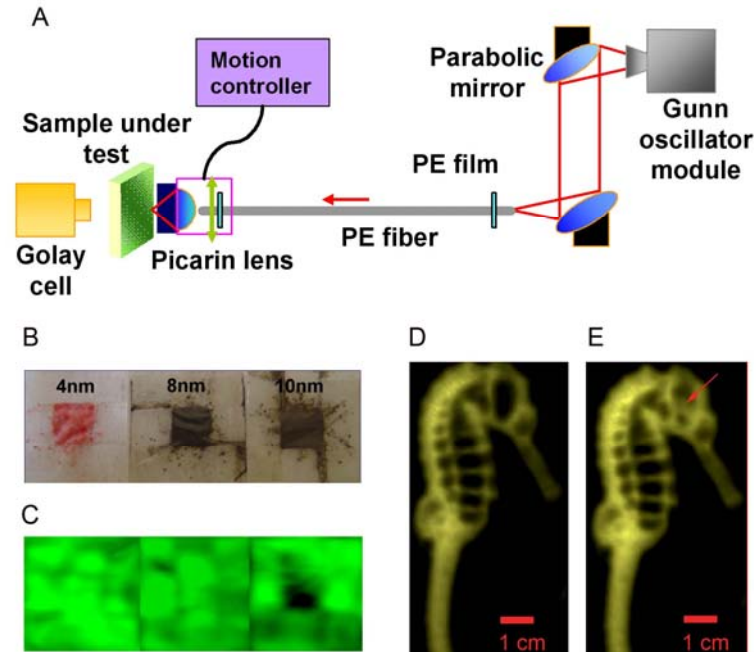 A
Motion
controller
Parabolic
mirror
Gunn
oscillator
module
Sample under
test
PE film
PE fiber
Picarin lens
Golay
cell
B
4nm
8nm
10nm
C
D
1 cm
E
1 cm